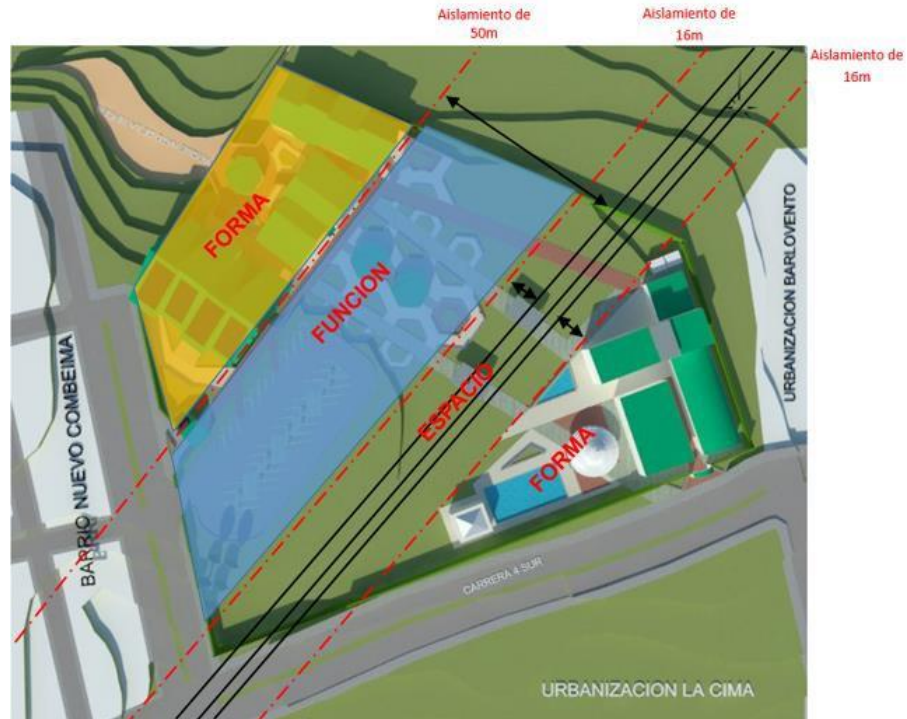 Aislamiento de
50m
Aislamiento de
16m
Aislamiento de
16m
FORMA
FUNCION
ESPACIO
FORMA
BARRIO NUEVO COMBEIMA
URBANIZACION BARLOVENTO
CARRERA 4 SUR
URBANIZACION LA CIMA